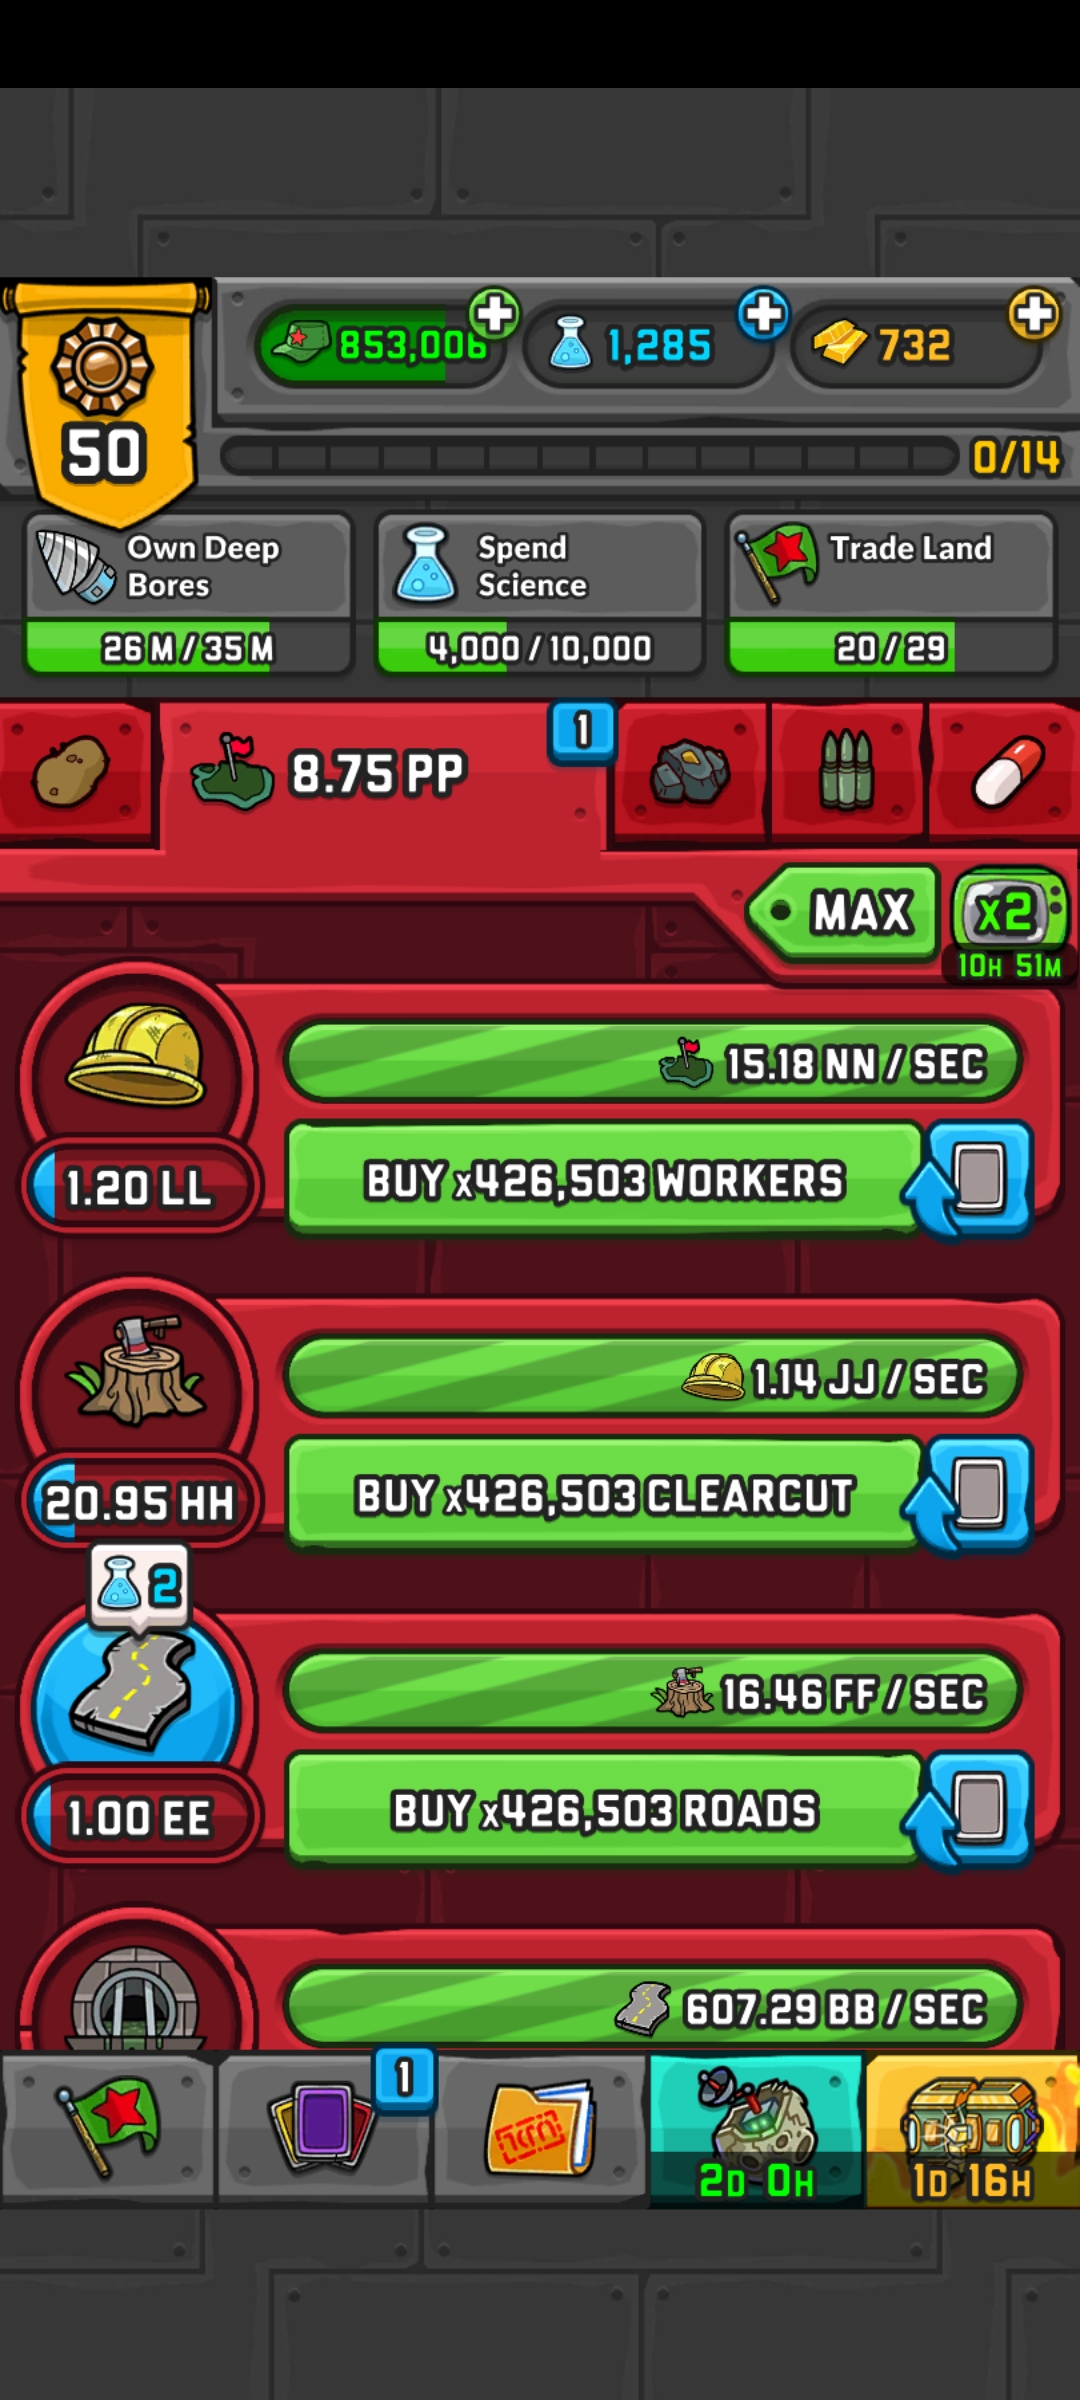 853,006
1,285
732
50
0/14
Own Deep
Bores
26 M / 35 M
Spend
Science
4,000 / 10,000
Trade Land
20 / 29
8.75 PP
1
MAX
x2
10H 51M
15.18 NN / SEC
1.20 LL
BUY x426,503 WORKERS
1.14 JJ / SEC
20.95 HH
BUY x426,503 CLEARCUT
2
16.46 FF / SEC
1.00 EE
BUY x426,503 ROADS
607.29 BB / SEC
1
2D 0H
1D 16H